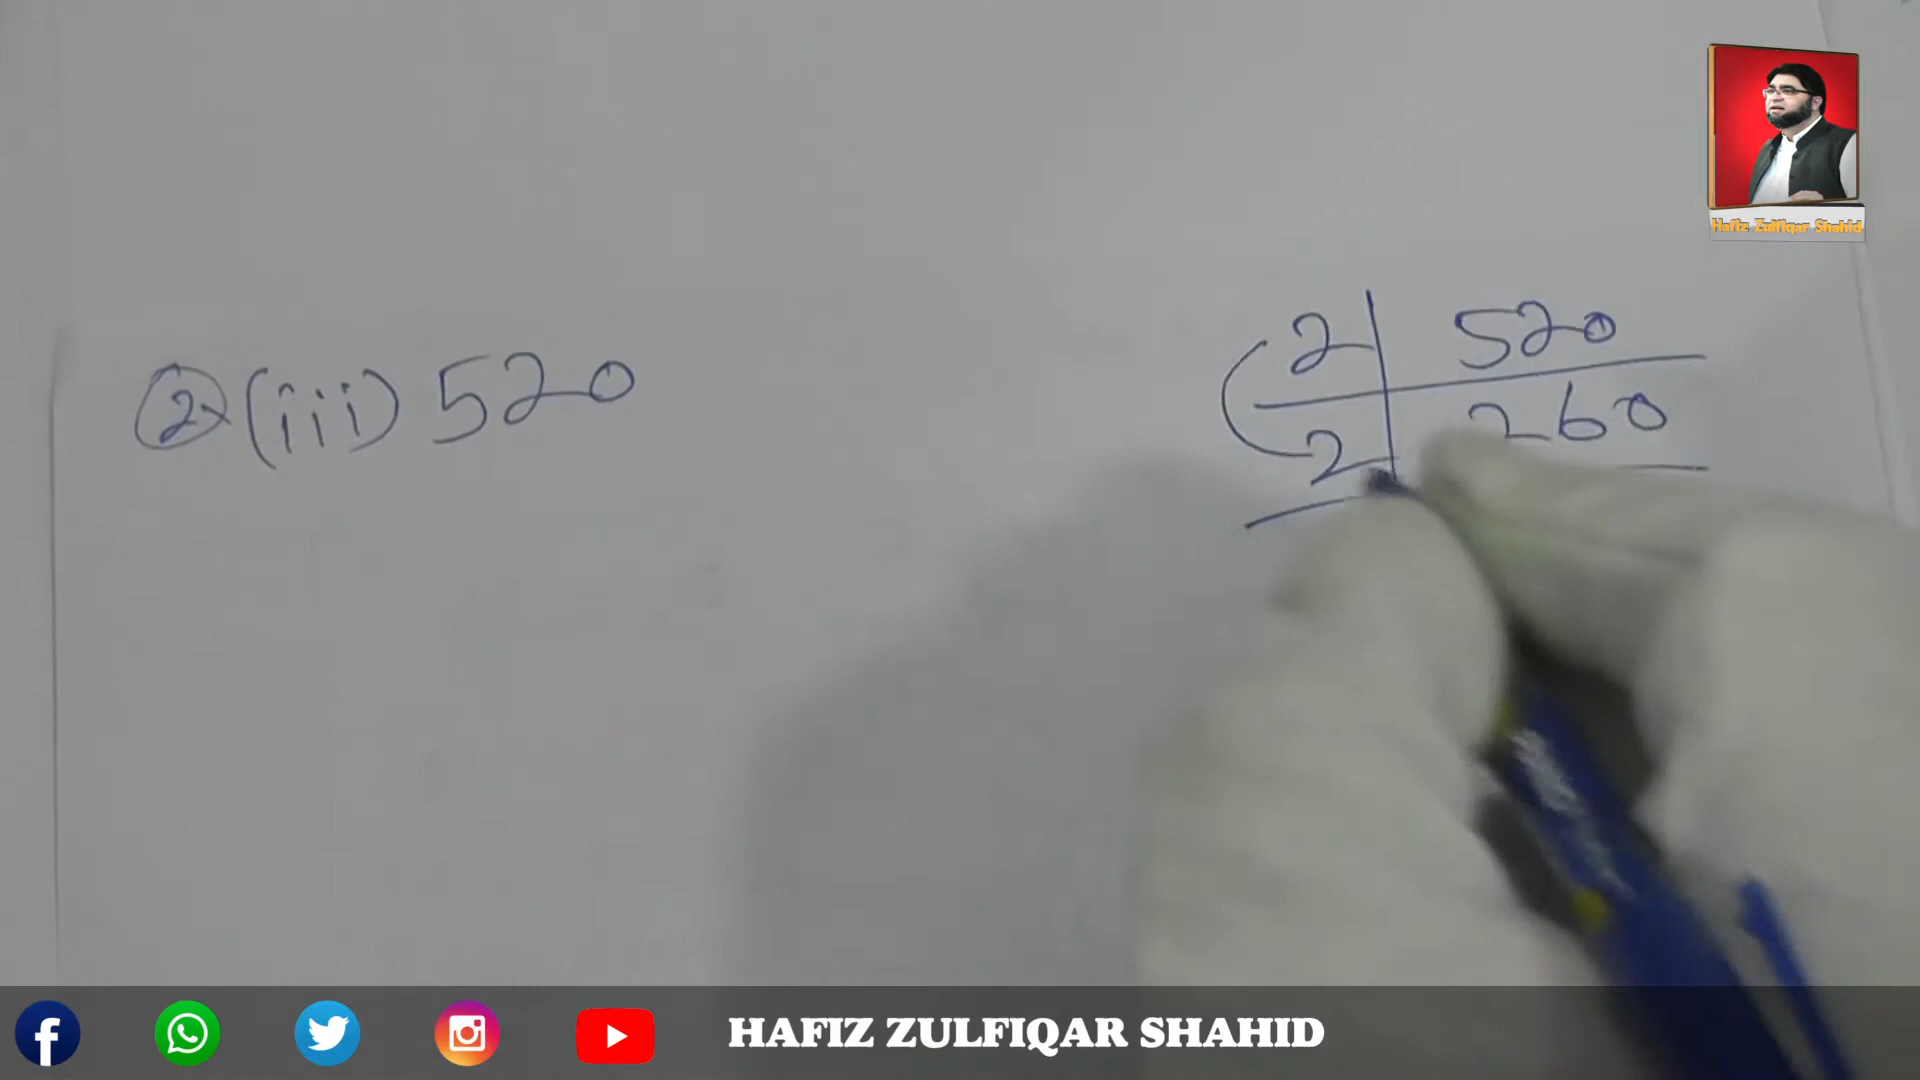 Hafiz Zulfiqar Shahid
2 | 520
2 (iii) 520
2 | 260
HAFIZ ZULFIQAR SHAHID